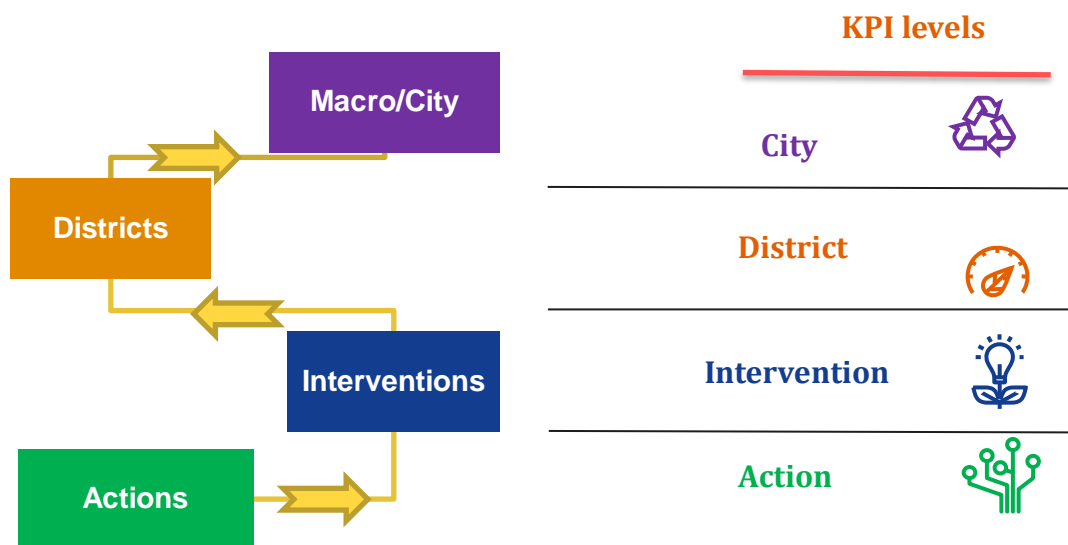 Macro/City
Districts
Interventions
Actions
KPI levels
City
District
Intervention
Action